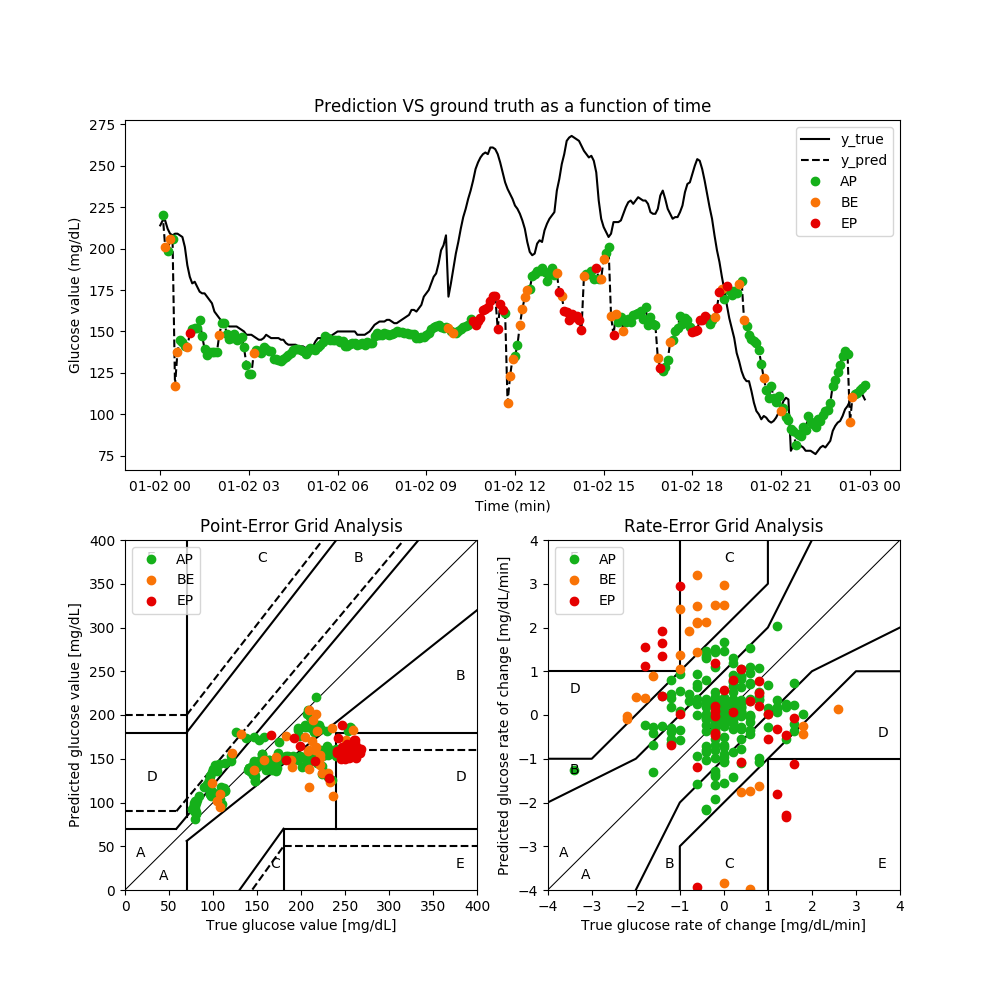 Prediction VS ground truth as a function of time
Glucose value (mg/dL)
275
250
225
200
175
150
125
100
75
y_true
y_pred
AP
BE
EP
01-02 00 01-02 03 01-02 06 01-02 09 01-02 12 01-02 15 01-02 18 01-02 21 01-03 00
Time (min)
Point-Error Grid Analysis
Predicted glucose value [mg/dL]
400
350
300
250
200
150
100
50
0
AP
BE
EP
C
B
B
D
D
A
A
C
E
0 50 100 150 200 250 300 350 400
True glucose value [mg/dL]
Rate-Error Grid Analysis
Predicted glucose rate of change [mg/dL/min]
4
3
2
1
0
−1
−2
−3
−4
AP
BE
EP
C
D
D
B
A
A
B
C
E
−4 −3 −2 −1 0 1 2 3 4
True glucose rate of change [mg/dL/min]